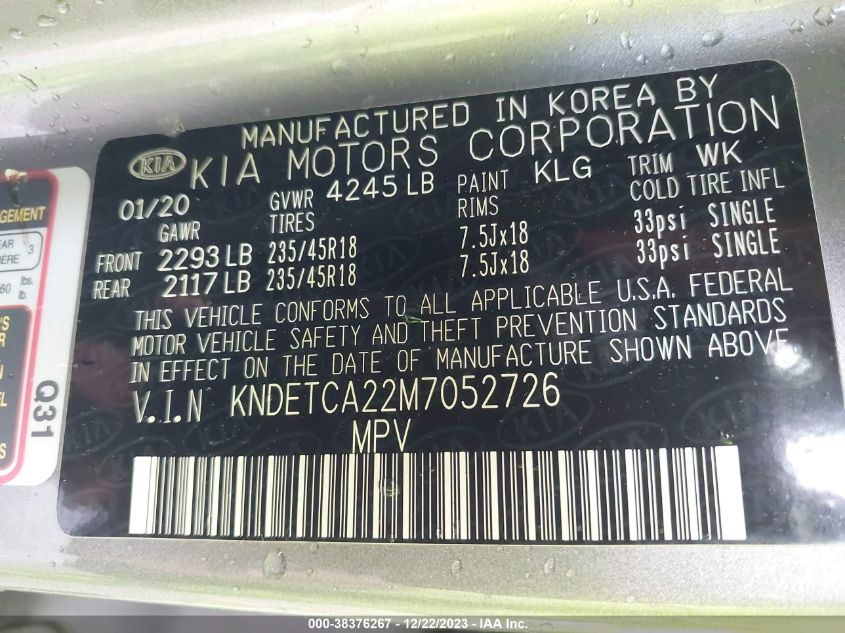 MANUFACTURED IN KOREA BY
KIA KIA MOTORS CORPORATION
01/20 GVWR 4245 LB PAINT KLG TRIM WK
GAWR TIRES RIMS COLD TIRE INFL
FRONT 2293 LB 235/45R18 7.5Jx18 33psi SINGLE
REAR 2117 LB 235/45R18 7.5Jx18 33psi SINGLE
THIS VEHICLE CONFORMS TO ALL APPLICABLE U.S.A. FEDERAL
MOTOR VEHICLE SAFETY AND THEFT PREVENTION STANDARDS
IN EFFECT ON THE DATE OF MANUFACTURE SHOWN ABOVE
V.I.N KNDETCA22M7052726
MPV
3
60 lbs.
Q31
000-38376267 - 12/22/2023 - IAA Inc.